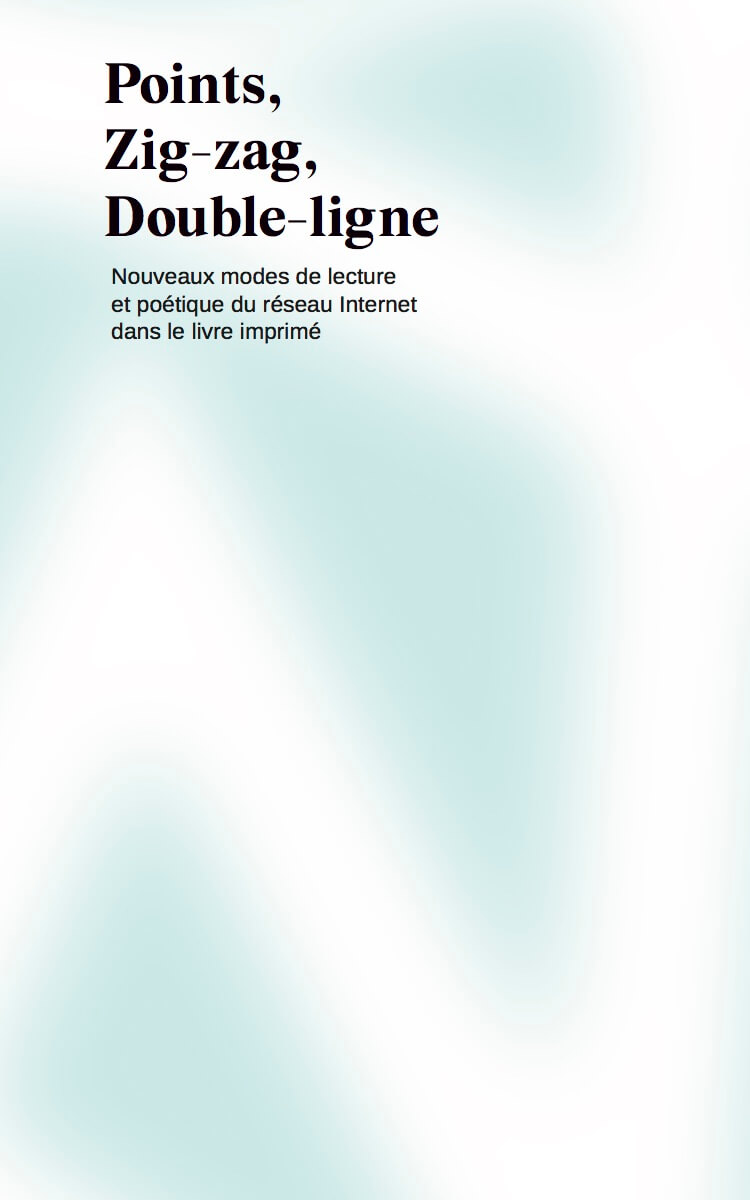 Points,
Zig-zag,
Double-ligne
Nouveaux modes de lecture
et poétique du réseau Internet
dans le livre imprimé